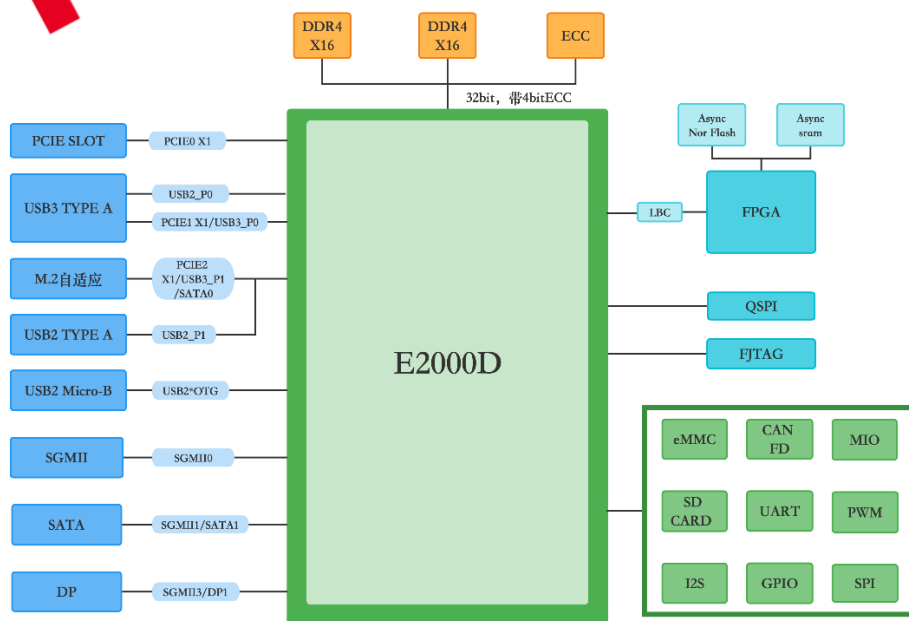 DDR4
X16
DDR4
X16
ECC
32bit，带4bitECC
PCIE SLOT
PCIE0 X1
USB3 TYPE A
USB2_P0
PCIE1 X1/USB3_P0
M.2自适应
PCIE2
X1/USB3_P1
/SATA0
USB2 TYPE A
USB2_P1
USB2 Micro-B
USB2*OTG
SGMII
SGMII0
SATA
SGMII1/SATA1
DP
SGMII3/DP1
E2000D
Async
Nor Flash
Async
sram
LBC
FPGA
QSPI
FJTAG
eMMC
CAN
FD
MIO
SD
CARD
UART
PWM
I2S
GPIO
SPI